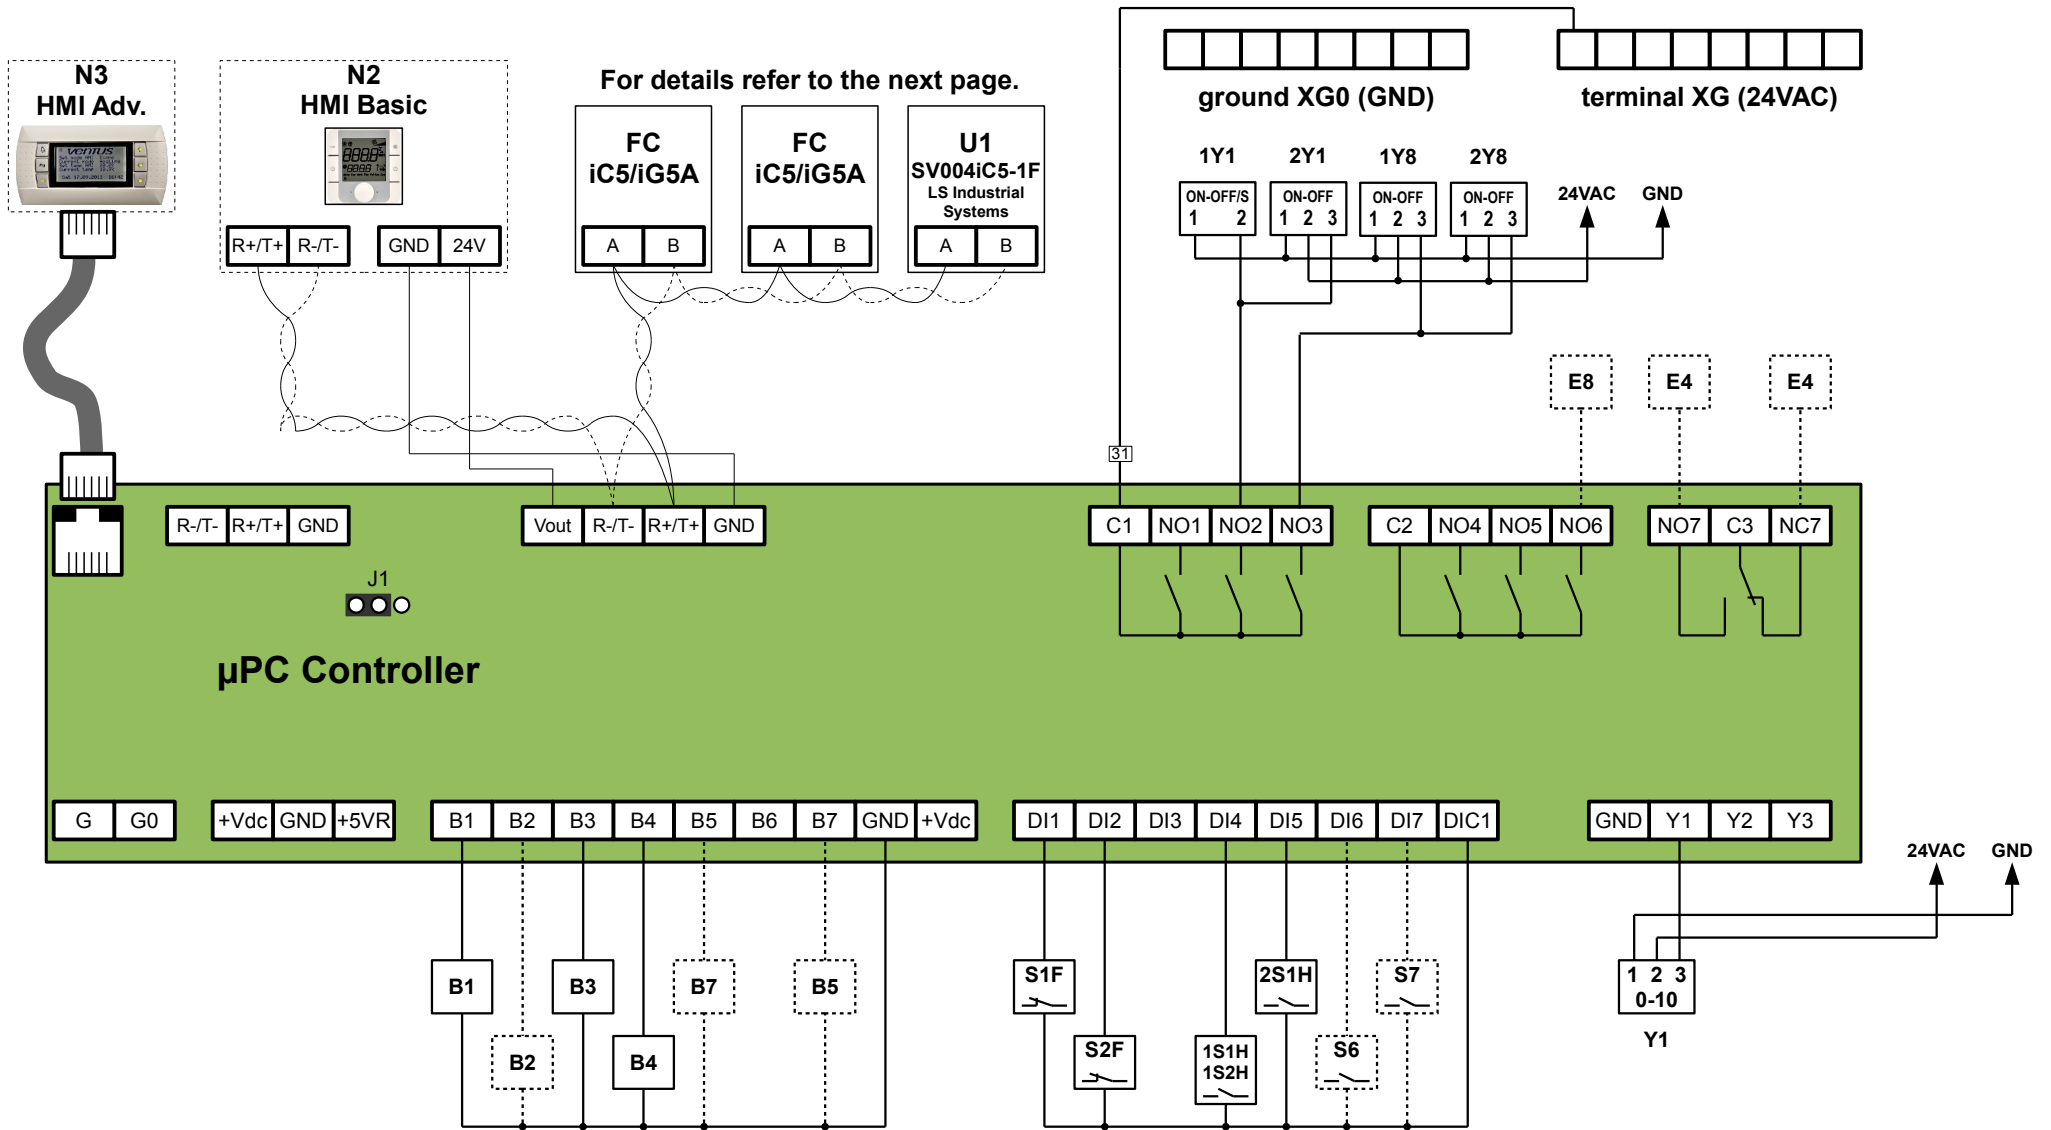 N3
HMI Adv.
N2
HMI Basic
For details refer to the next page.
FC
iC5/iG5A
FC
iC5/iG5A
U1
SV004iC5-1F
LS Industrial
Systems
ground XG0 (GND)
terminal XG (24VAC)
1Y1 2Y1 1Y8 2Y8
ON-OFF/S ON-OFF ON-OFF ON-OFF
1 2 1 2 3 1 2 3 1 2 3
24VAC GND
R+/T+ R-/T- GND 24V
A B A B A B
E8 E4 E4
31
R-/T- R+/T+ GND
Vout R-/T- R+/T+ GND
C1 NO1 NO2 NO3
C2 NO4 NO5 NO6
NO7 C3 NC7
J1
µPC Controller
G G0
+Vdc GND +5VR
B1 B2 B3 B4 B5 B6 B7 GND +Vdc
DI1 DI2 DI3 DI4 DI5 DI6 DI7 DIC1
GND Y1 Y2 Y3
24VAC GND
B1 B3 B7 B5
B2 B4
S1F 2S1H S7
S2F
1S1H
1S2H
S6
1 2 3
0-10
Y1